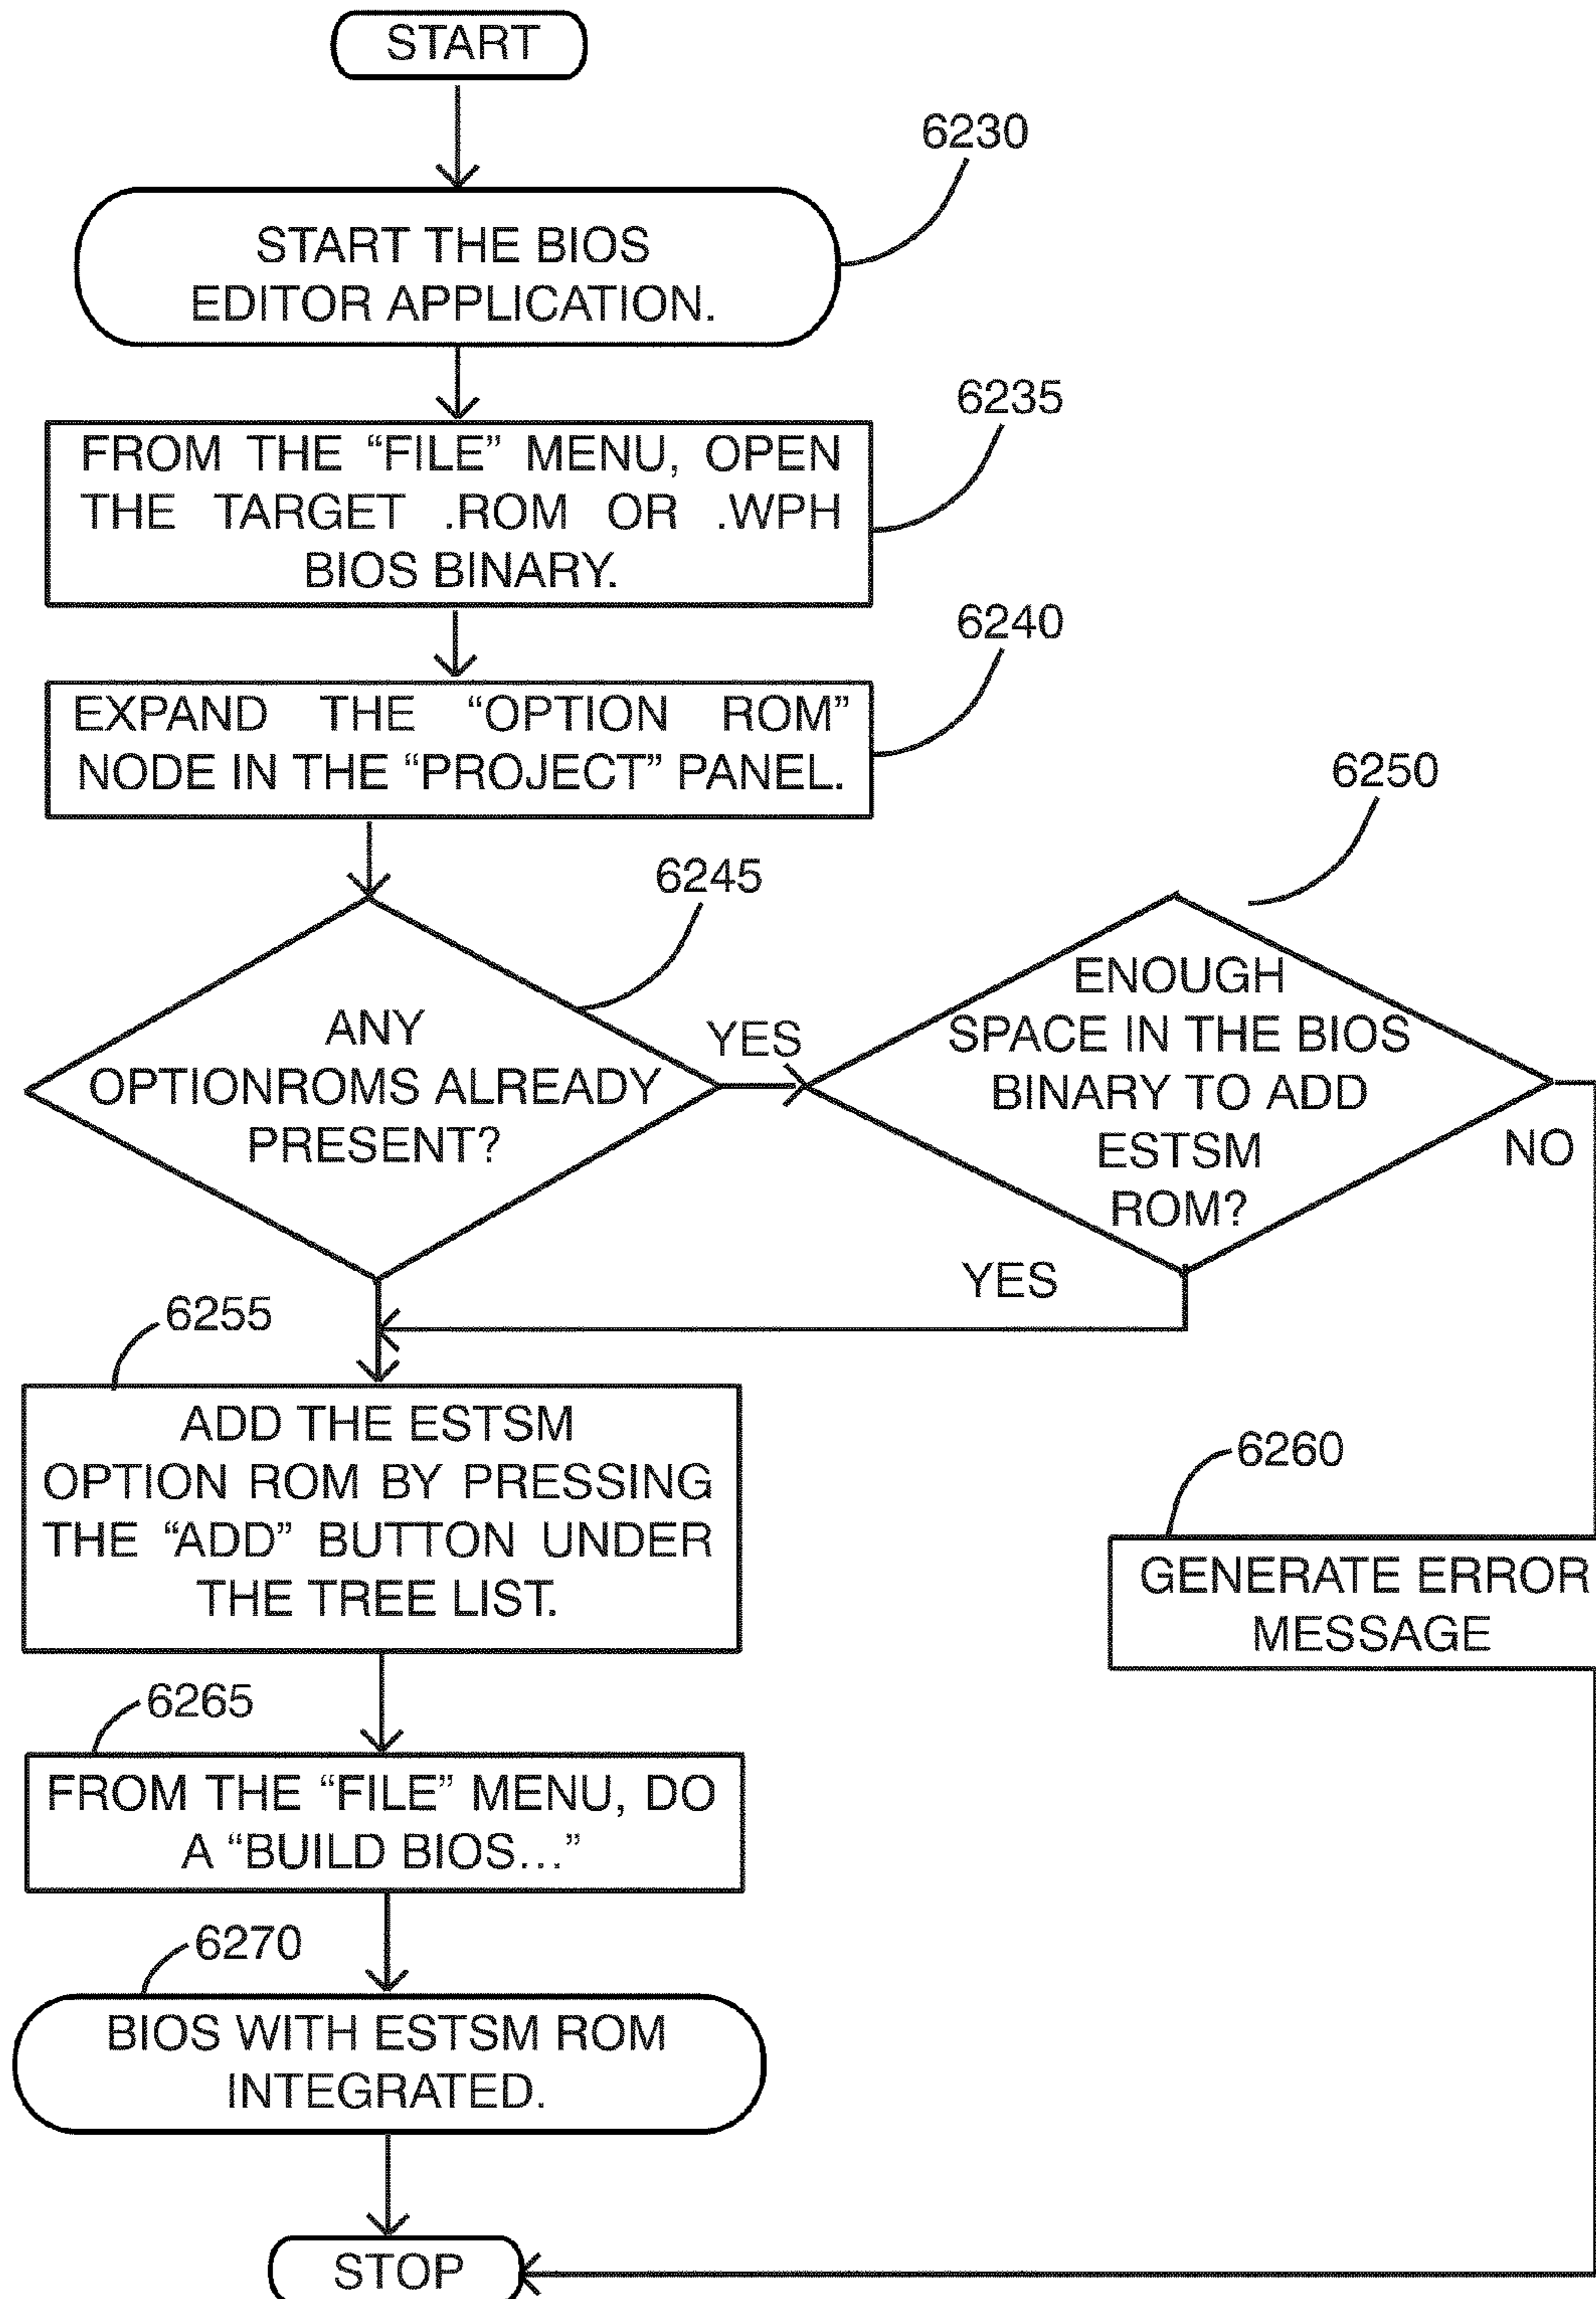 START
6230
START THE BIOS
EDITOR APPLICATION.
6235
FROM THE “FILE” MENU, OPEN
THE TARGET .ROM OR .WPH
BIOS BINARY.
6240
EXPAND THE “OPTION ROM”
NODE IN THE “PROJECT” PANEL.
6245
ANY
OPTIONROMS ALREADY
PRESENT?
YES
6250
ENOUGH
SPACE IN THE BIOS
BINARY TO ADD
ESTSM
ROM?
NO
YES
6255
ADD THE ESTSM
OPTION ROM BY PRESSING
THE “ADD” BUTTON UNDER
THE TREE LIST.
6260
GENERATE ERROR
MESSAGE
6265
FROM THE “FILE” MENU, DO
A “BUILD BIOS...”
6270
BIOS WITH ESTSM ROM
INTEGRATED.
STOP